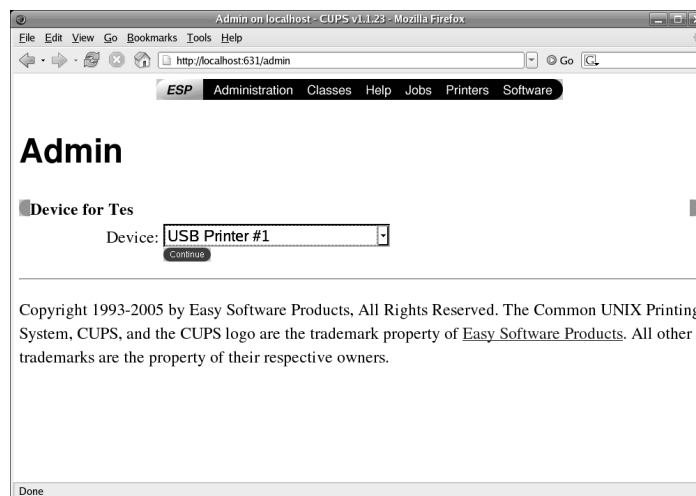 Admin on localhost - CUPS v1.1.23 - Mozilla Firefox
File Edit View Go Bookmarks Tools Help
http://localhost:631/admin Go G
ESP Administration Classes Help Jobs Printers Software
Admin
Device for Tes
Device: USB Printer #1
Continue
Copyright 1993-2005 by Easy Software Products, All Rights Reserved. The Common UNIX Printing
System, CUPS, and the CUPS logo are the trademark property of Easy Software Products. All other
trademarks are the property of their respective owners.
Done